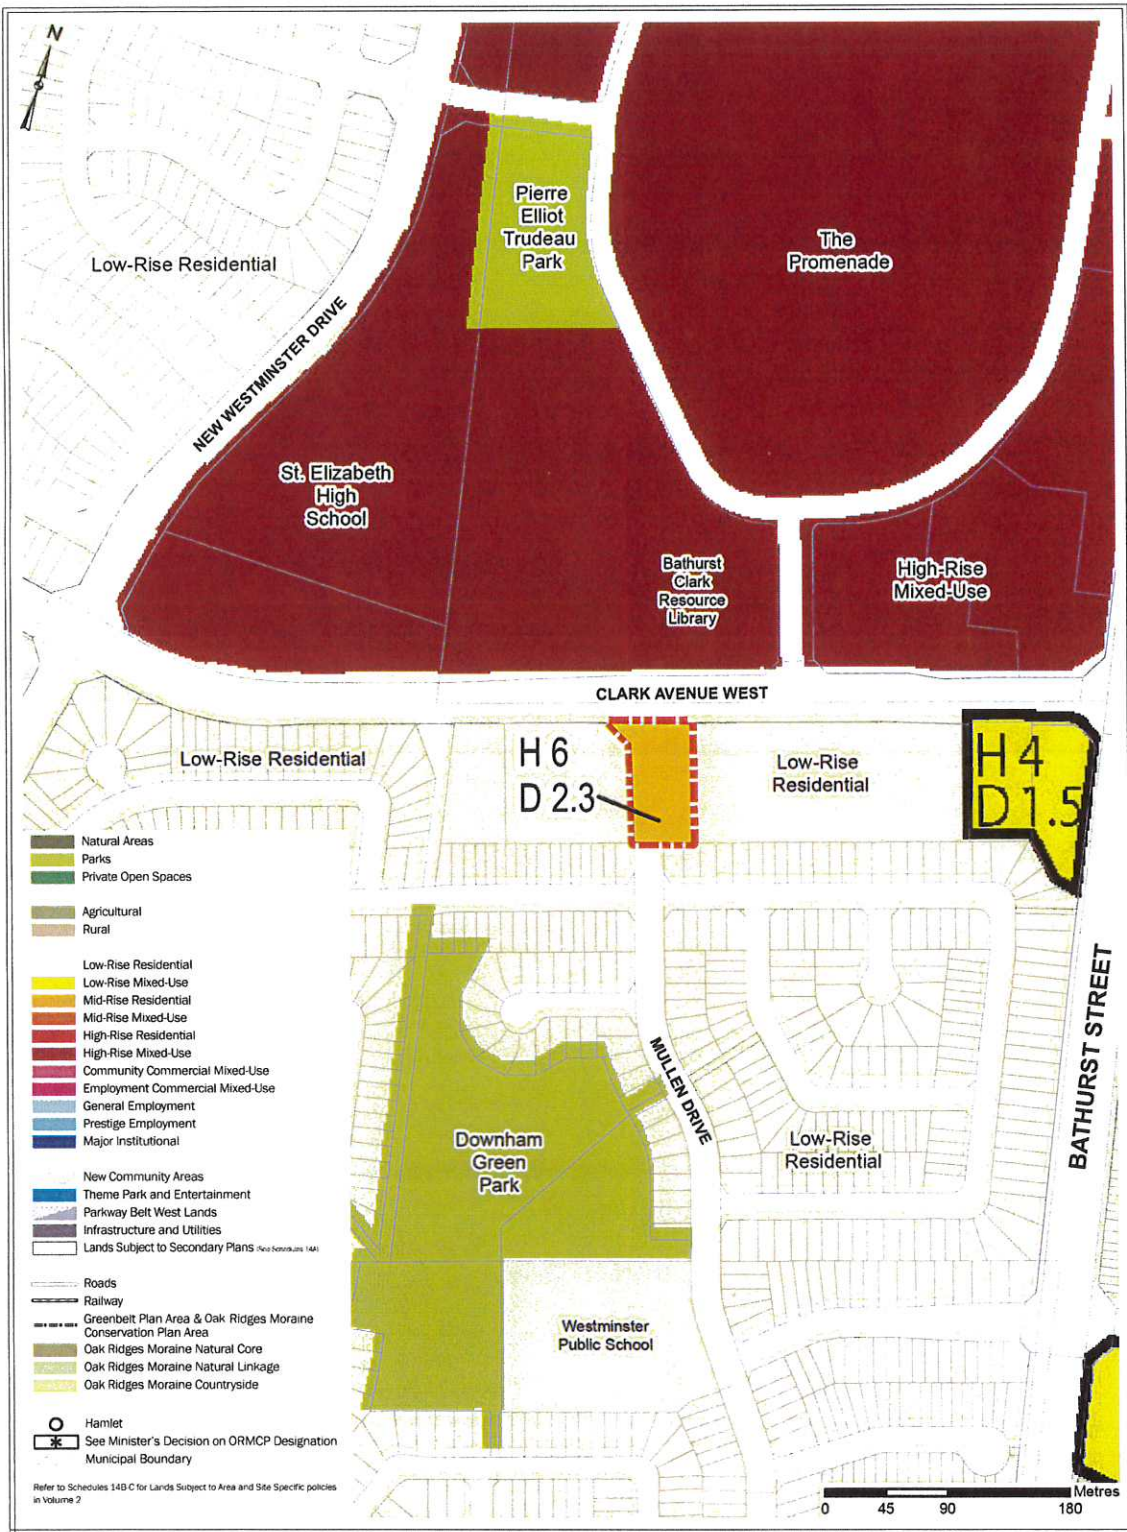 N
Pierre
Elliot
Trudeau
Park
The
Promenade
Low-Rise Residential
NEW WESTMINSTER DRIVE
St. Elizabeth
High
School
Bathurst
Clark
Resource
Library
High-Rise
Mixed-Use
CLARK AVENUE WEST
Low-Rise Residential
H 6
D 2.3
Low-Rise
Residential
H 4
D 1.5
Natural Areas
Parks
Private Open Spaces
Agricultural
Rural
Low-Rise Residential
Low-Rise Mixed-Use
Mid-Rise Residential
Mid-Rise Mixed-Use
High-Rise Residential
High-Rise Mixed-Use
Community Commercial Mixed-Use
Employment Commercial Mixed-Use
General Employment
Prestige Employment
Major Institutional
New Community Areas
Theme Park and Entertainment
Parkway Belt West Lands
Infrastructure and Utilities
Lands Subject to Secondary Plans (See Schedules 14A)
Roads
Railway
Greenbelt Plan Area & Oak Ridges Moraine
Conservation Plan Area
Oak Ridges Moraine Natural Core
Oak Ridges Moraine Natural Linkage
Oak Ridges Moraine Countryside
Hamlet
See Minister's Decision on ORMCP Designation
Municipal Boundary
Refer to Schedules 14B-C for Lands Subject to Area and Site Specific policies
in Volume 2
MULLEN DRIVE
BATHURST STREET
Downham
Green
Park
Low-Rise
Residential
Westminster
Public School
Metres
0 45 90 180